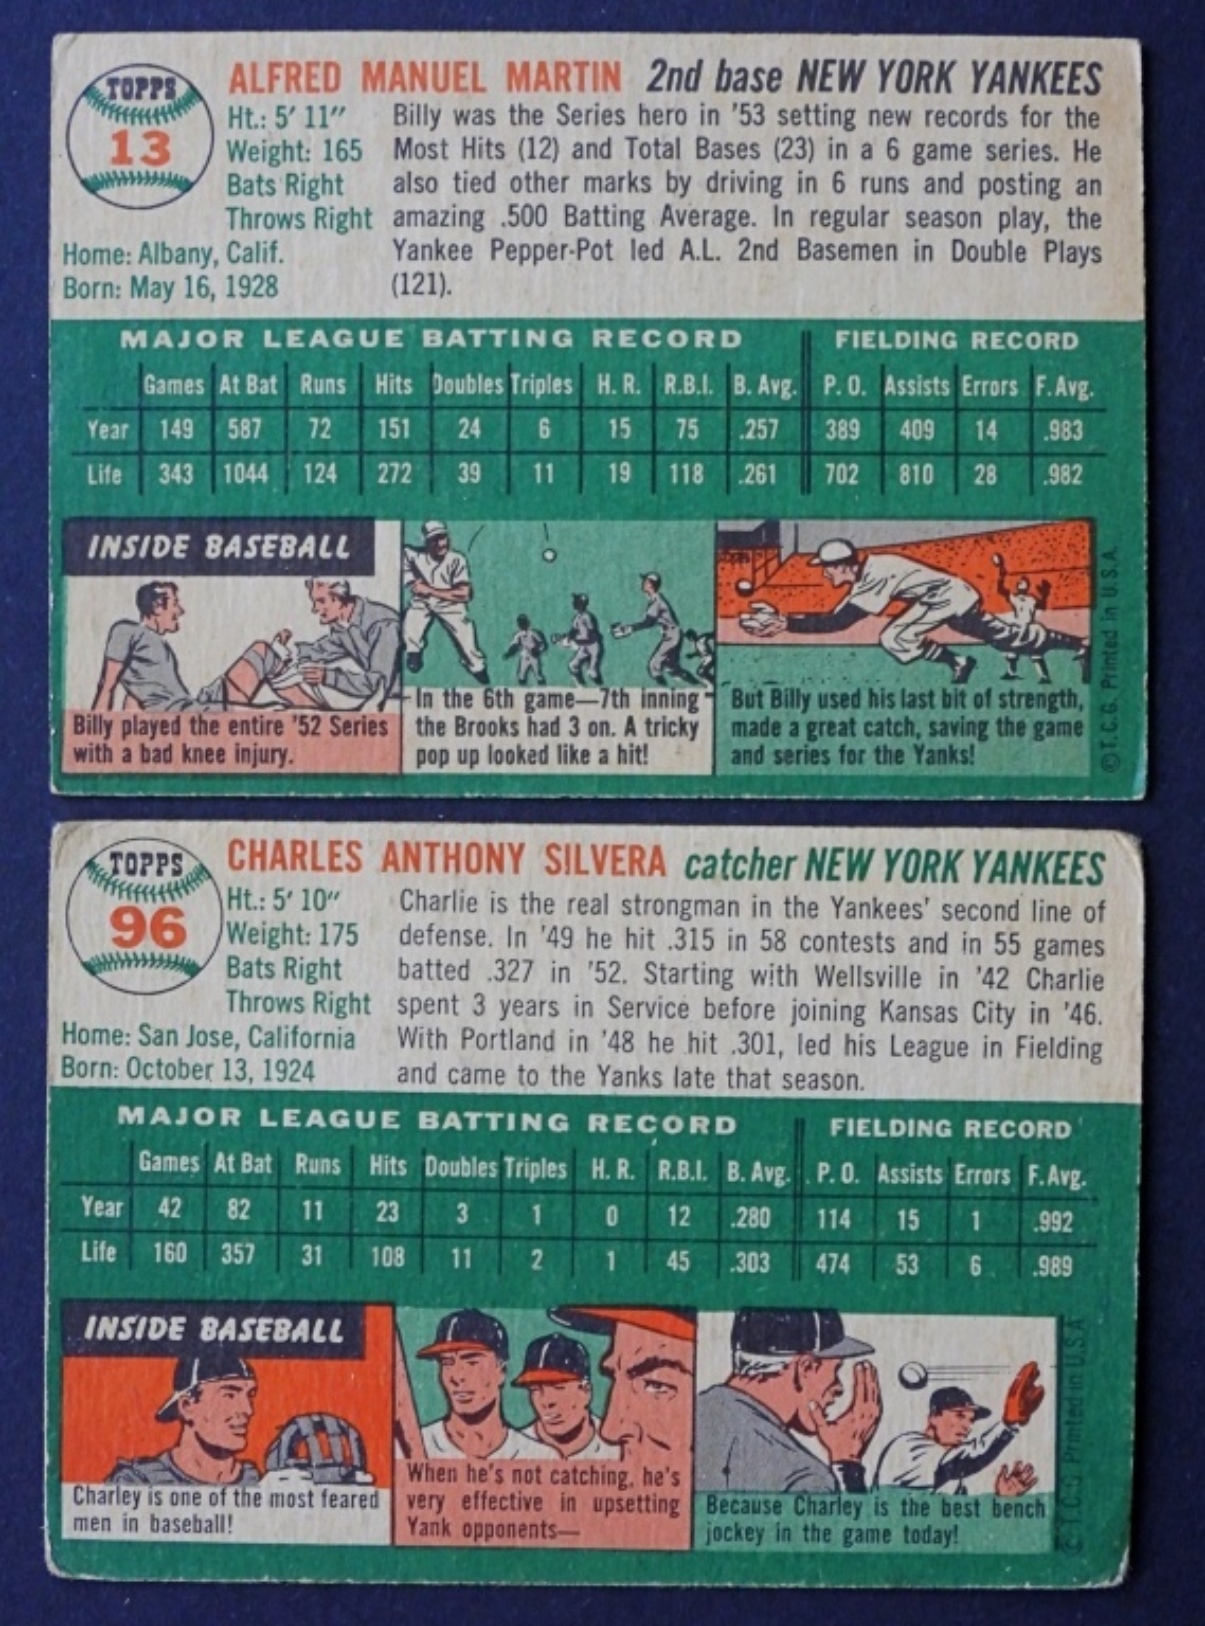 TOPPS
13
ALFRED MANUEL MARTIN 2nd base NEW YORK YANKEES
Ht.: 5' 11"
Weight: 165
Bats Right
Throws Right
Home: Albany, Calif.
Born: May 16, 1928
Billy was the Series hero in '53 setting new records for the
Most Hits (12) and Total Bases (23) in a 6 game series. He
also tied other marks by driving in 6 runs and posting an
amazing .500 Batting Average. In regular season play, the
Yankee Pepper-Pot led A.L. 2nd Basemen in Double Plays
(121).
MAJOR LEAGUE BATTING RECORD FIELDING RECORD
Games At Bat Runs Hits Doubles Triples H. R. R.B.I. B. Avg. P. O. Assists Errors F. Avg.
Year 149 587 72 151 24 6 15 75 .257 389 409 14 .983
Life 343 1044 124 272 39 11 19 118 .261 702 810 28 .982
INSIDE BASEBALL
Billy played the entire '52 Series
with a bad knee injury.
In the 6th game—7th inning
the Brooks had 3 on. A tricky
pop up looked like a hit!
But Billy used his last bit of strength,
made a great catch, saving the game
and series for the Yanks!
© T.C.G. Printed in U.S.A.
TOPPS
96
CHARLES ANTHONY SILVERA catcher NEW YORK YANKEES
Ht.: 5' 10"
Weight: 175
Bats Right
Throws Right
Home: San Jose, California
Born: October 13, 1924
Charlie is the real strongman in the Yankees' second line of
defense. In '49 he hit .315 in 58 contests and in 55 games
batted .327 in '52. Starting with Wellsville in '42 Charlie
spent 3 years in Service before joining Kansas City in '46.
With Portland in '48 he hit .301, led his League in Fielding
and came to the Yanks late that season.
MAJOR LEAGUE BATTING RECORD FIELDING RECORD
Games At Bat Runs Hits Doubles Triples H. R. R.B.I. B. Avg. P. O. Assists Errors F. Avg.
Year 42 82 11 23 3 1 0 12 .280 114 15 1 .992
Life 160 357 31 108 11 2 1 45 .303 474 53 6 .989
INSIDE BASEBALL
Charley is one of the most feared
men in baseball!
When he's not catching, he's
very effective in upsetting
Yank opponents—
Because Charley is the best bench
jockey in the game today!
© T.C.G. Printed in U.S.A.